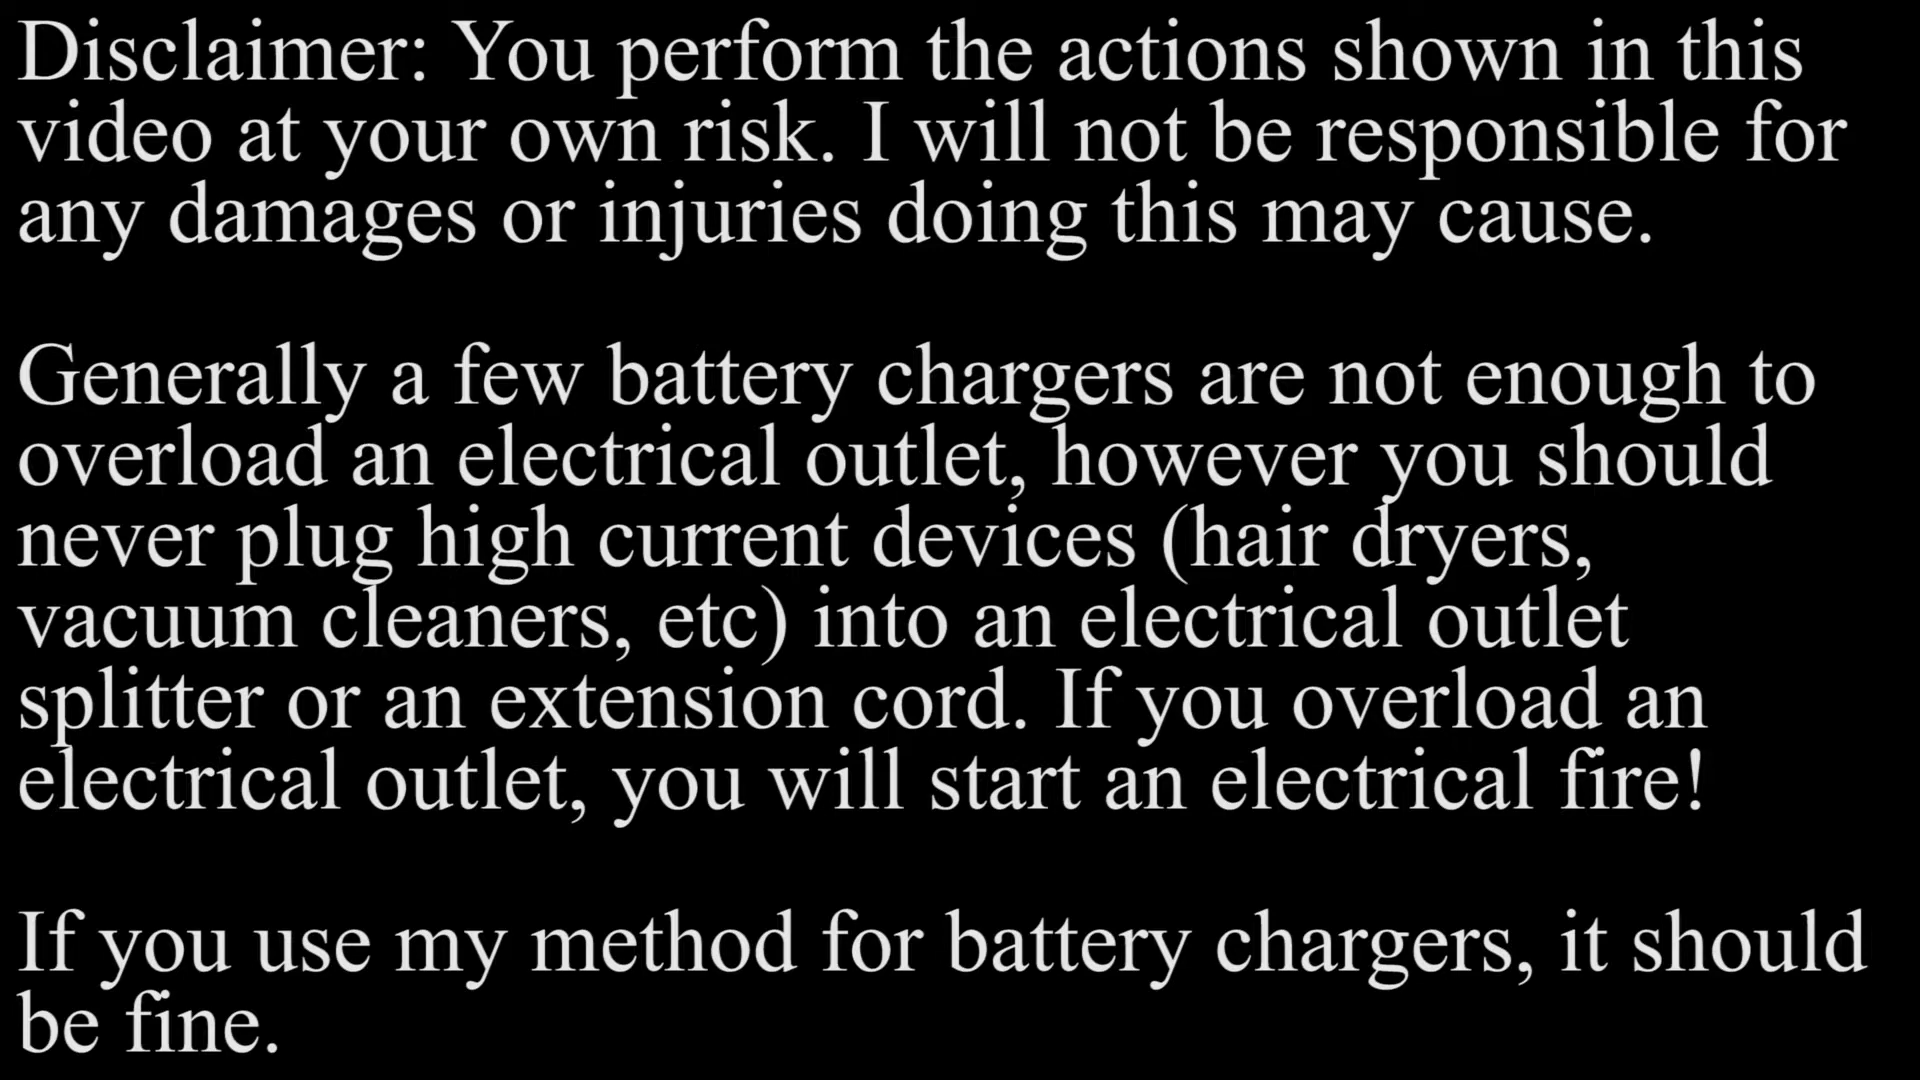 Disclaimer: You perform the actions shown in this
video at your own risk. I will not be responsible for
any damages or injuries doing this may cause.
Generally a few battery chargers are not enough to
overload an electrical outlet, however you should
never plug high current devices (hair dryers,
vacuum cleaners, etc) into an electrical outlet
splitter or an extension cord. If you overload an
electrical outlet, you will start an electrical fire!
If you use my method for battery chargers, it should
be fine.